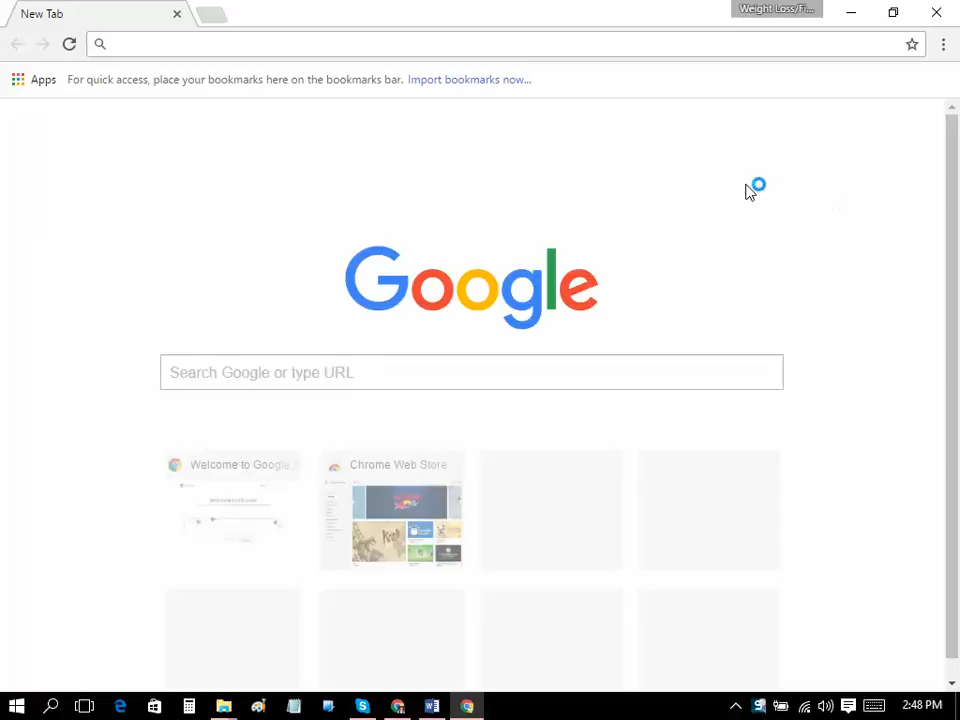 New Tab
Weight Loss/Fi...
Apps For quick access, place your bookmarks here on the bookmarks bar. Import bookmarks now...
Google
Search Google or type URL
Welcome to Google
Chrome Web Store
2:48 PM